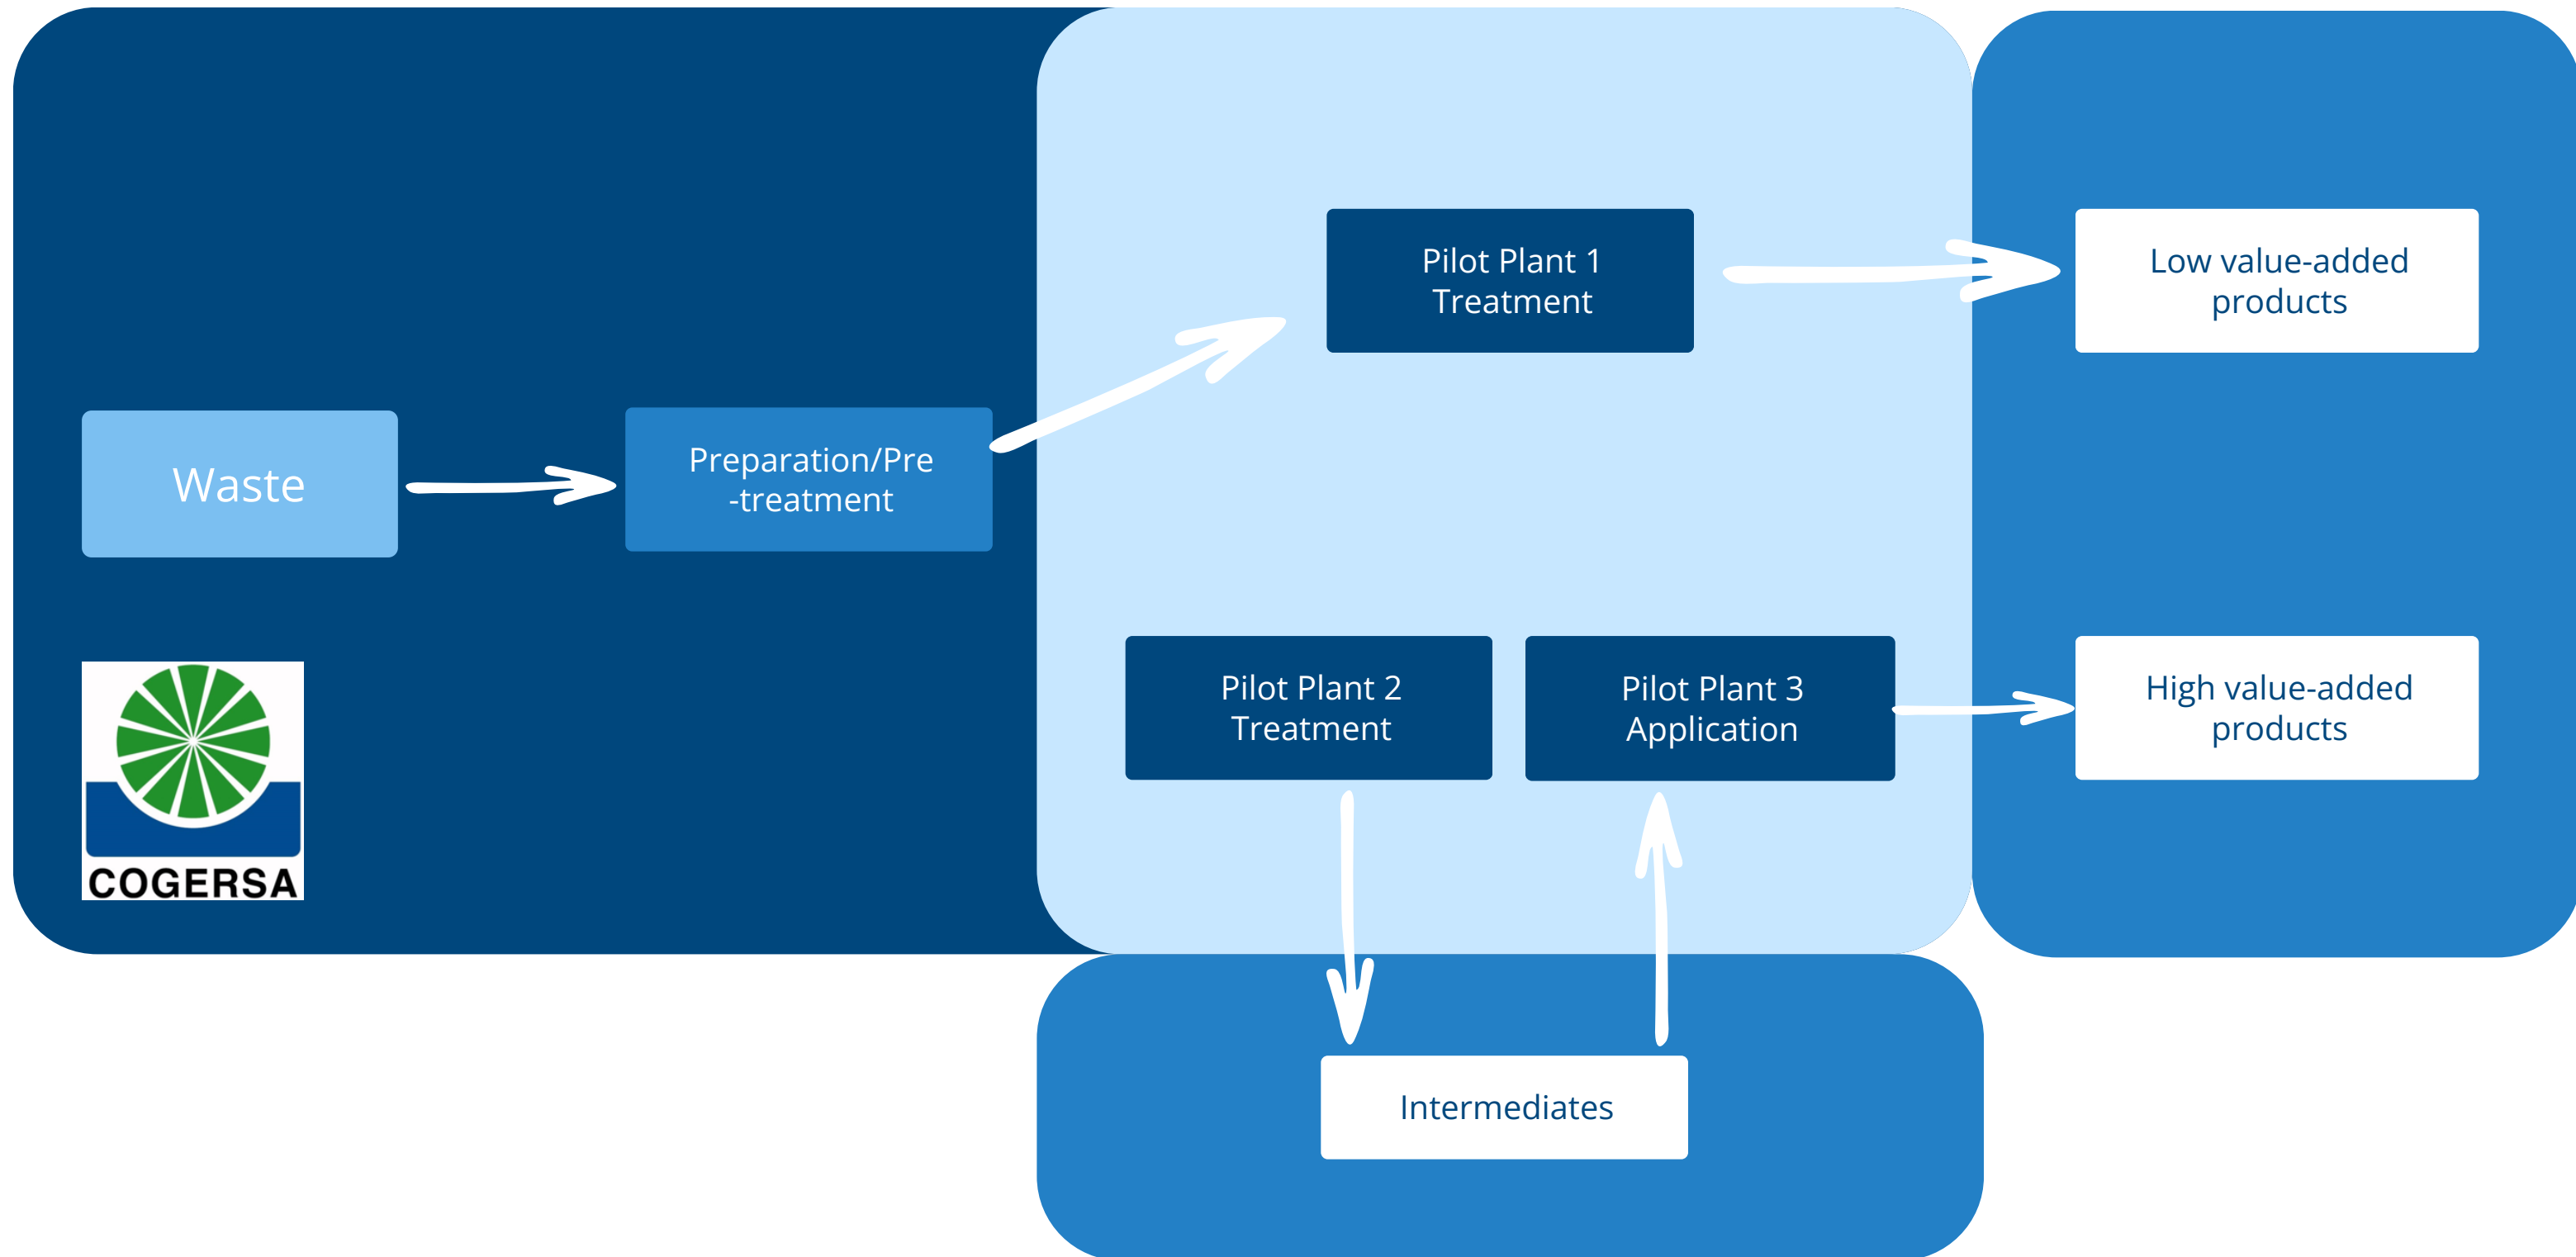 Pilot Plant 1
Treatment
Low value-added
products
Waste
Preparation/Pre
-treatment
Pilot Plant 2
Treatment
Pilot Plant 3
Application
High value-added
products
COGERSA
Intermediates